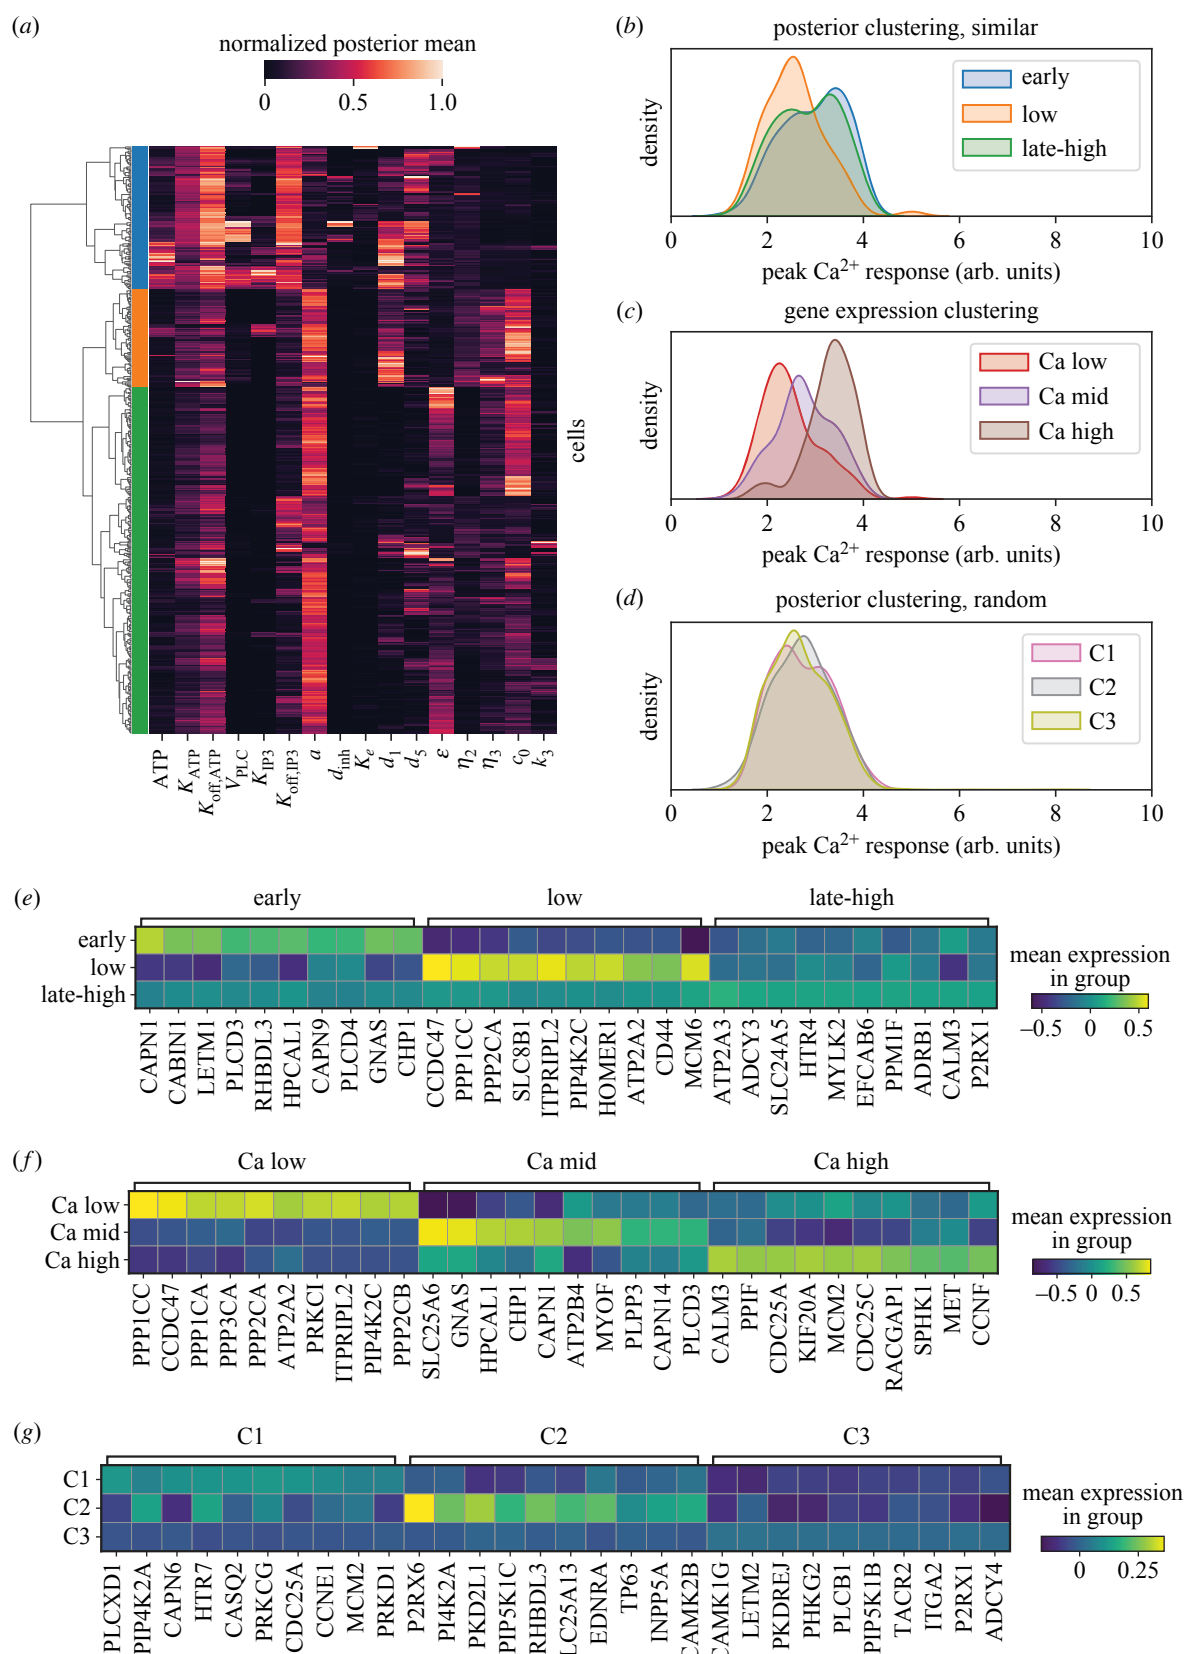 (a)
normalized posterior mean
0 0.5 1.0
cells
ATP K_ATP K_off,ATP V_PLC K_IP3 K_off,IP3 a d_inh K_e d_1 d_5 ε η_2 η_3 c_0 k_3
(b)
posterior clustering, similar
density
early
low
late-high
0 2 4 6 8 10
peak Ca²⁺ response (arb. units)
(c)
gene expression clustering
density
Ca low
Ca mid
Ca high
0 2 4 6 8 10
peak Ca²⁺ response (arb. units)
(d)
posterior clustering, random
density
C1
C2
C3
0 2 4 6 8 10
peak Ca²⁺ response (arb. units)
(e)
early low late-high
early
low
late-high
CAPN1 CABIN1 LETM1 PLCD3 RHBDL3 HPCAL1 CAPN9 PLCD4 GNAS CHP1 CCDC47 PPP1CC PPP2CA SLC8B1 ITPRIPL2 PIP4K2C HOMER1 ATP2A2 CD44 MCM6 ATP2A3 ADCY3 SLC24A5 HTR4 MYLK2 EFCAB6 PPM1F ADRB1 CALM3 P2RX1
mean expression
in group
−0.5 0 0.5
(f)
Ca low Ca mid Ca high
Ca low
Ca mid
Ca high
PPP1CC CCDC47 PPP1CA PPP3CA PPP2CA ATP2A2 PRKCI ITPRIPL2 PIP4K2C PPP2CB SLC25A6 GNAS HPCAL1 CHP1 CAPN1 ATP2B4 MYOF PLPP3 CAPN14 PLCD3 CALM3 PPIF CDC25A KIF20A MCM2 CDC25C RACGAP1 SPHK1 MET CCNF
mean expression
in group
−0.5 0 0.5
(g)
C1 C2 C3
C1
C2
C3
PLCXD1 PIP4K2A CAPN6 HTR7 CASQ2 PRKCG CDC25A CCNE1 MCM2 PRKD1 P2RX6 PI4K2A PKD2L1 PIP5K1C RHBDL3 LC25A13 EDNRA TP63 INPP5A CAMK2B CAMK1G LETM2 PKDREJ PHKG2 PLCB1 PIP5K1B TACR2 ITGA2 P2RX1 ADCY4
mean expression
in group
0 0.25